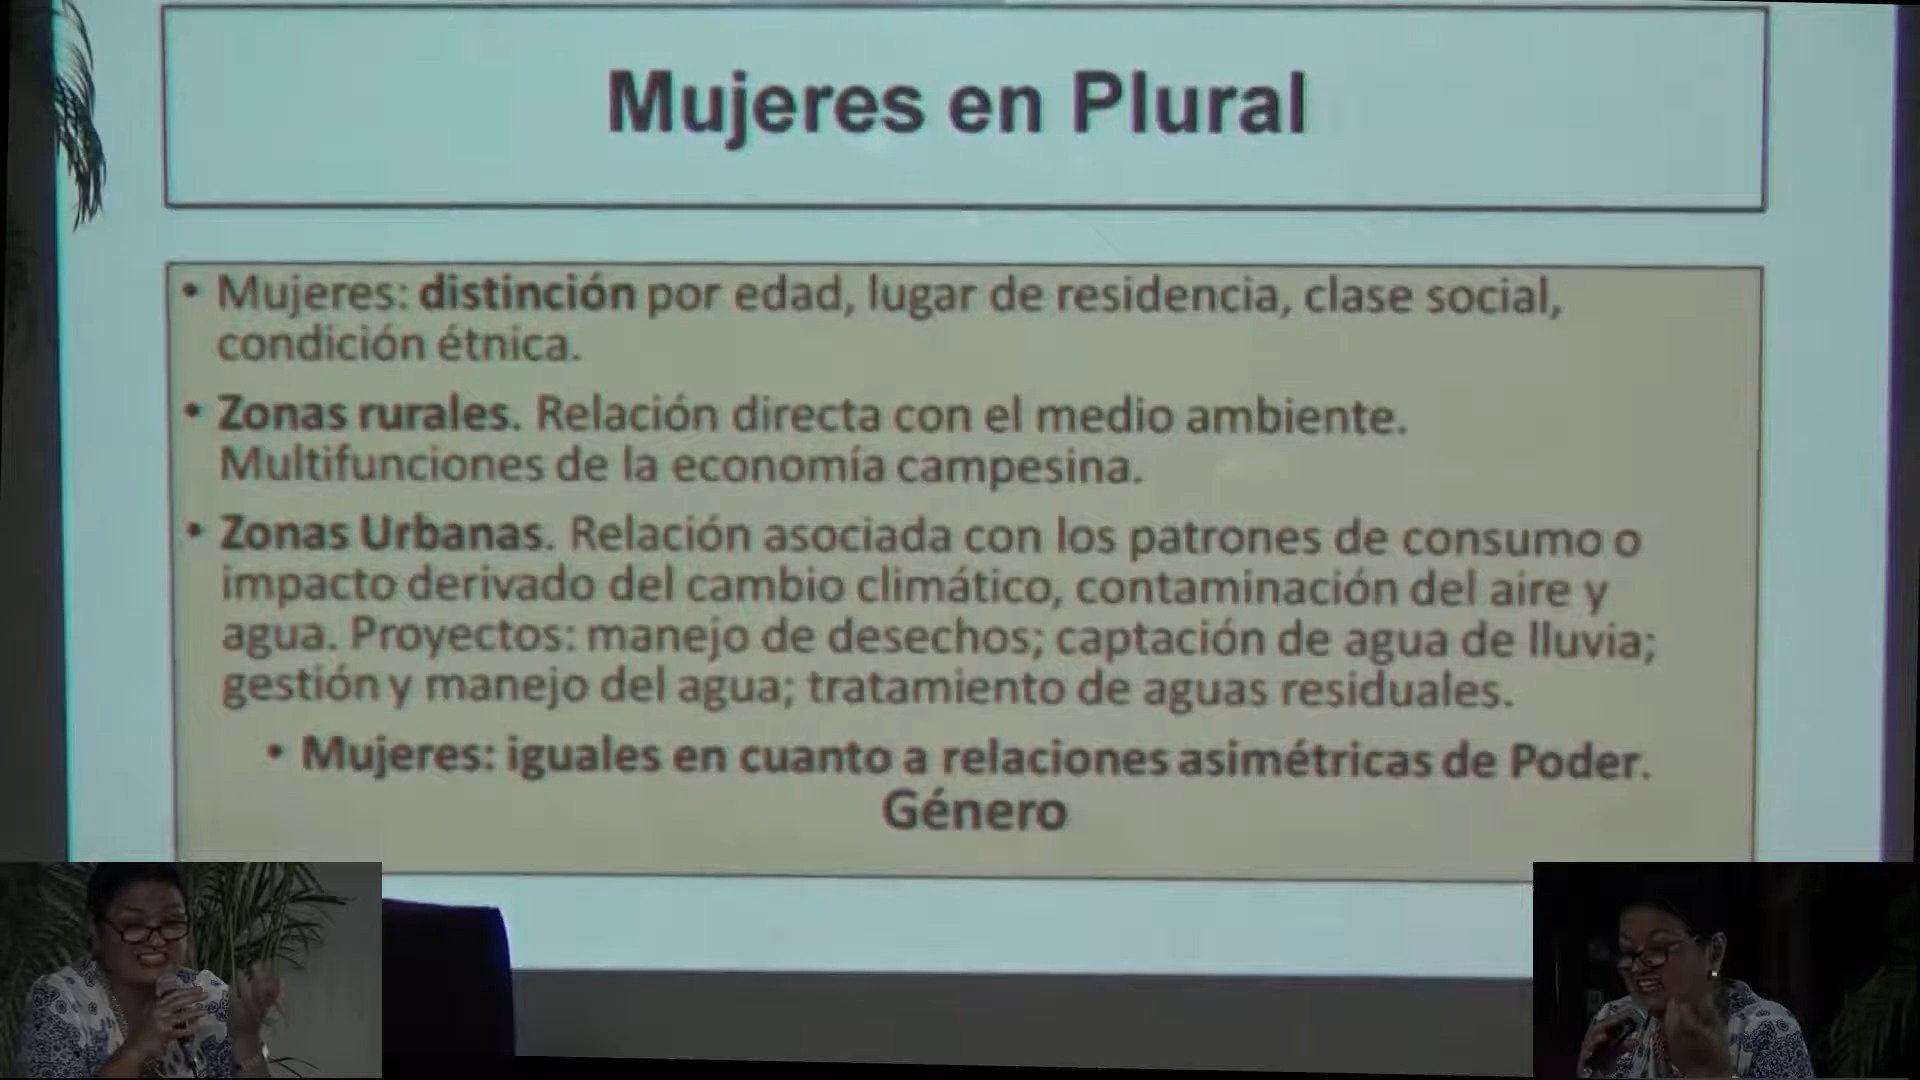 Mujeres en Plural
• Mujeres: distinción por edad, lugar de residencia, clase social,
condición étnica.
• Zonas rurales. Relación directa con el medio ambiente.
Multifunciones de la economía campesina.
• Zonas Urbanas. Relación asociada con los patrones de consumo o
impacto derivado del cambio climático, contaminación del aire y
agua. Proyectos: manejo de desechos; captación de agua de lluvia;
gestión y manejo del agua; tratamiento de aguas residuales.
• Mujeres: iguales en cuanto a relaciones asimétricas de Poder.
Género